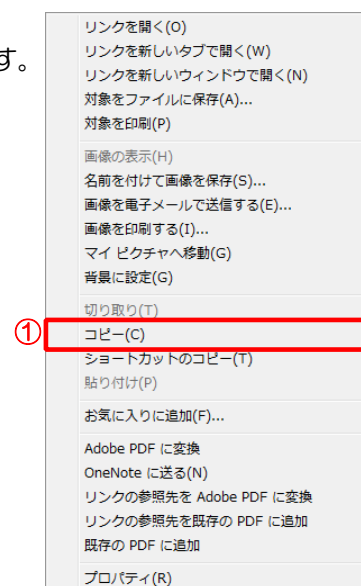 す。
リンクを開く(O)
リンクを新しいタブで開く(W)
リンクを新しいウィンドウで開く(N)
対象をファイルに保存(A)...
対象を印刷(P)
画像の表示(H)
名前を付けて画像を保存(S)...
画像を電子メールで送信する(E)...
画像を印刷する(I)...
マイ ピクチャへ移動(G)
背景に設定(G)
切り取り(T)
①
コピー(C)
ショートカットのコピー(T)
貼り付け(P)
お気に入りに追加(F)...
Adobe PDF に変換
OneNote に送る(N)
リンクの参照先を Adobe PDF に変換
リンクの参照先を既存の PDF に追加
既存の PDF に追加
プロパティ(R)